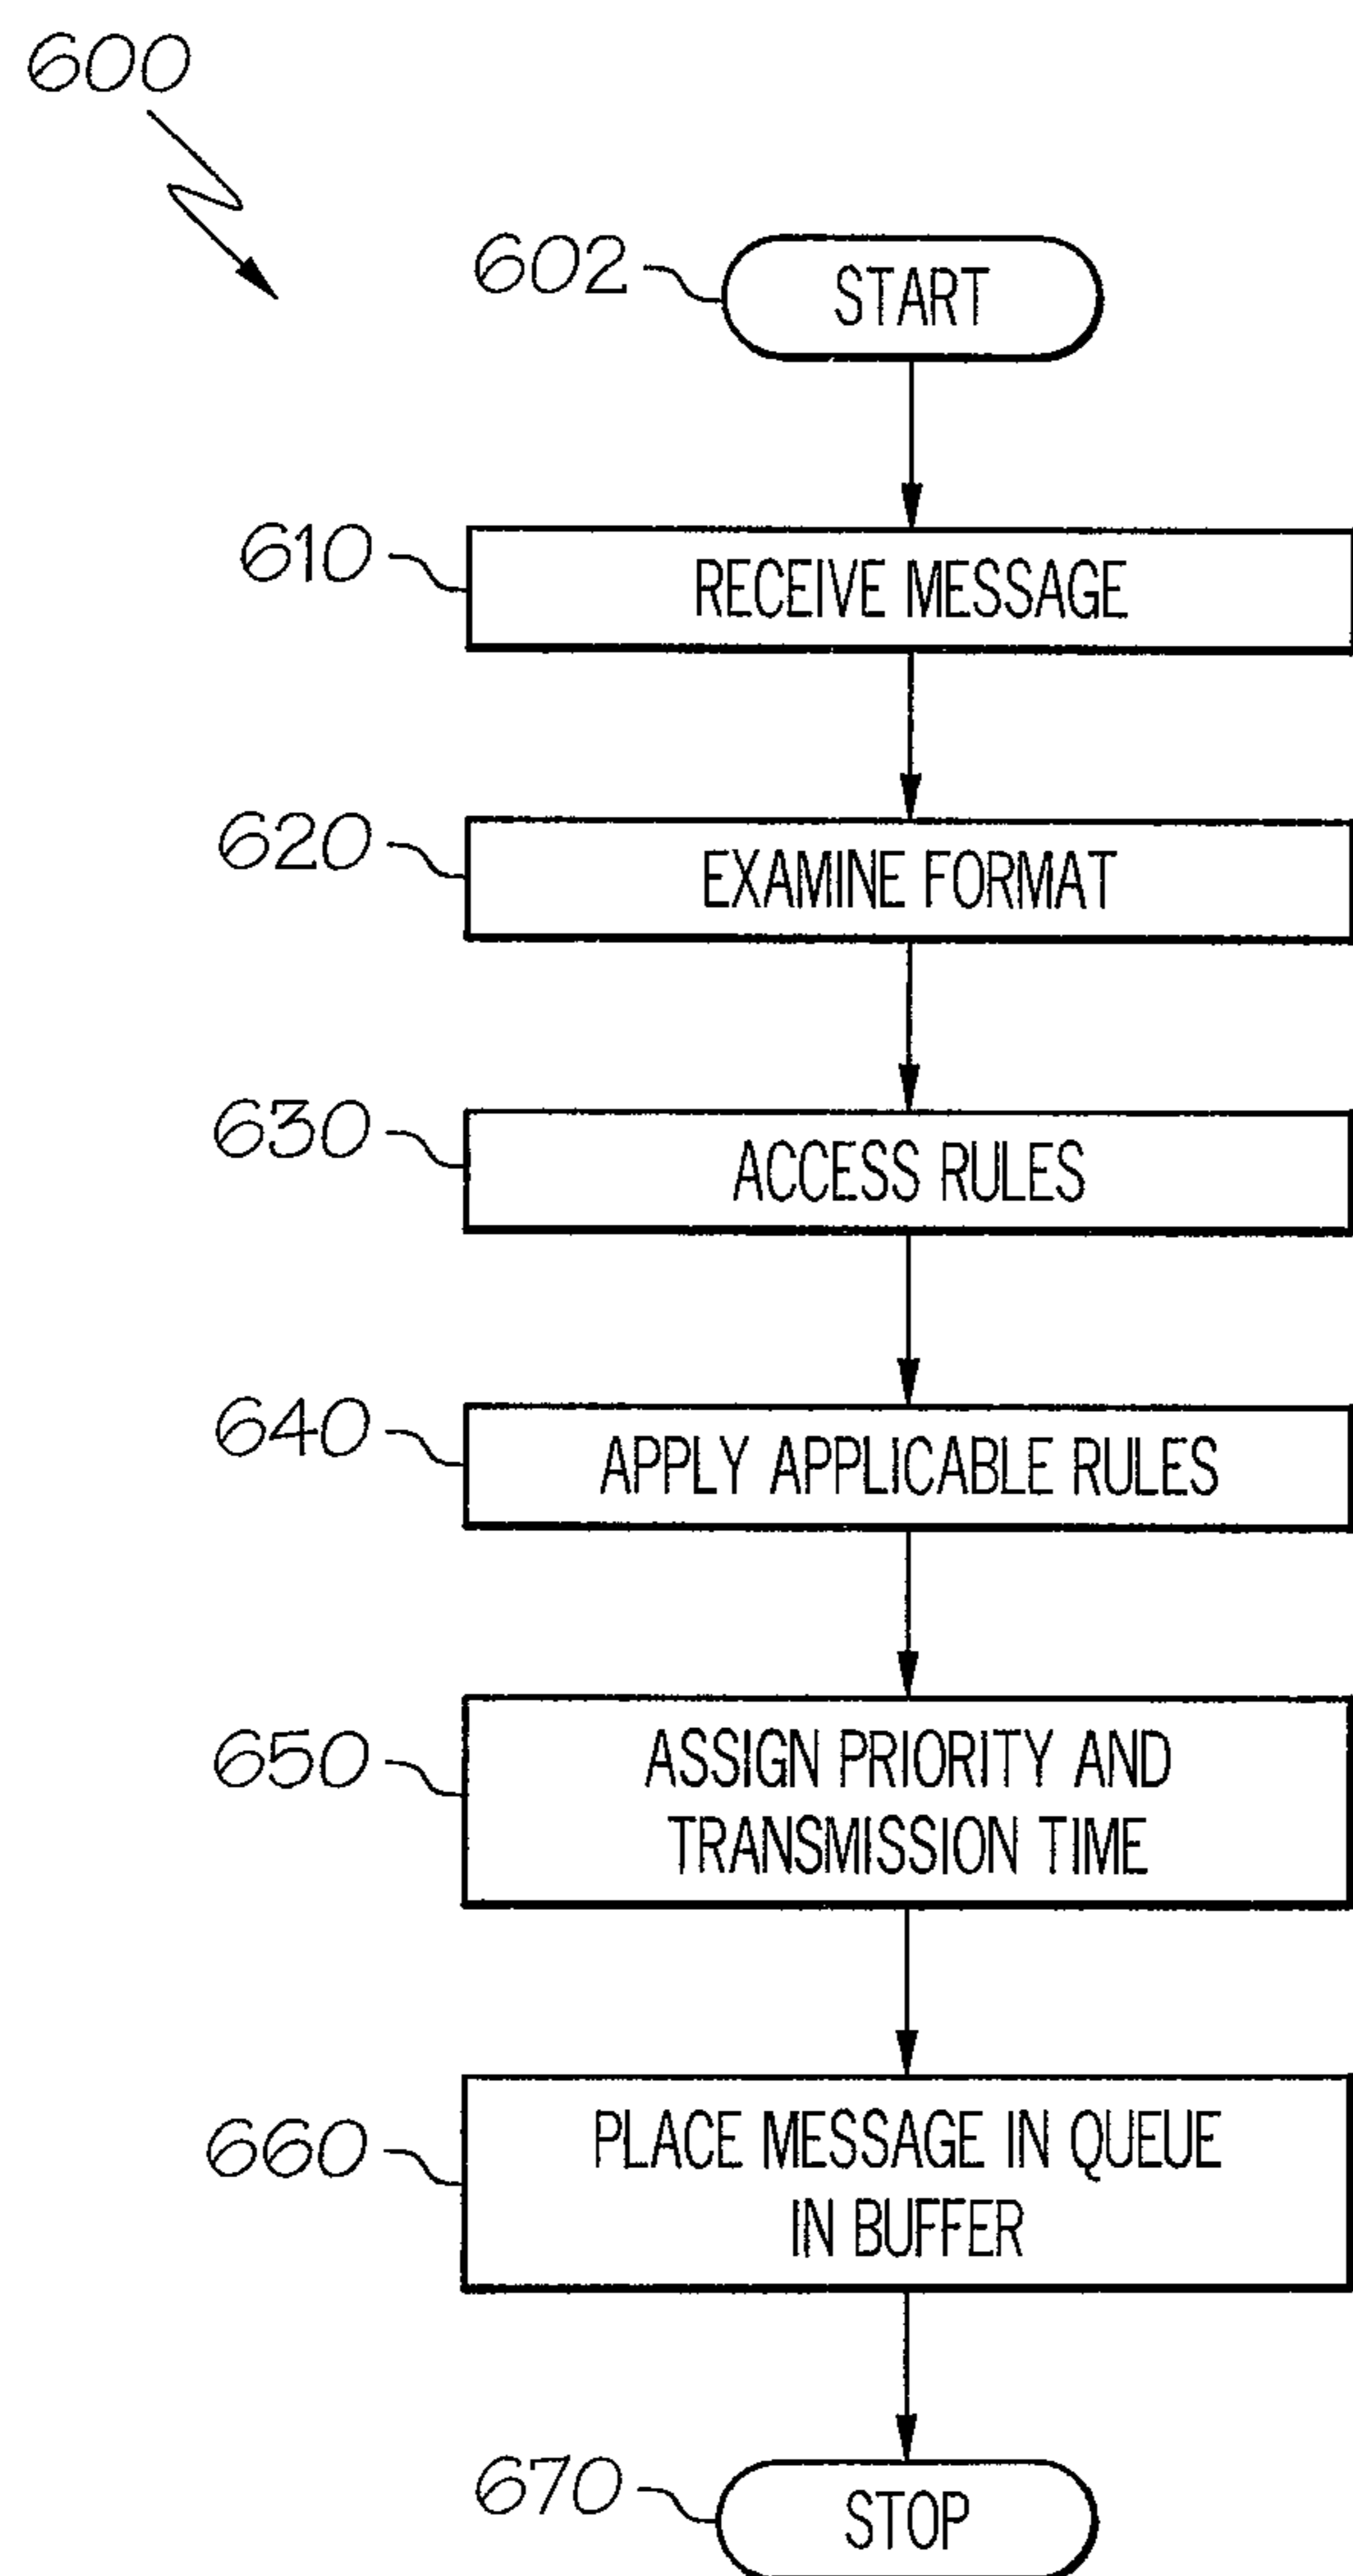 600
602
START
610
RECEIVE MESSAGE
620
EXAMINE FORMAT
630
ACCESS RULES
640
APPLY APPLICABLE RULES
650
ASSIGN PRIORITY AND
TRANSMISSION TIME
660
PLACE MESSAGE IN QUEUE
IN BUFFER
670
STOP